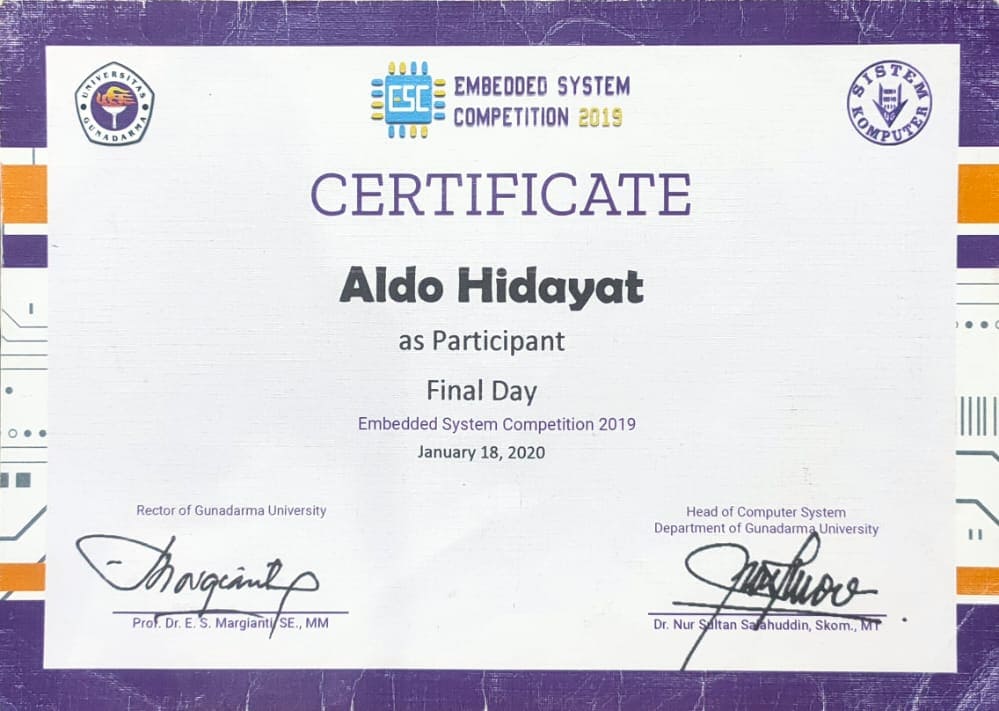 UNIVERSITAS GUNADARMA
ESC
EMBEDDED SYSTEM
COMPETITION 2019
SISTEM KOMPUTER
CERTIFICATE
Aldo Hidayat
as Participant
Final Day
Embedded System Competition 2019
January 18, 2020
Rector of Gunadarma University
Prof. Dr. E. S. Margianti, SE., MM
Head of Computer System
Department of Gunadarma University
Dr. Nur Sultan Salahuddin, Skom., MT